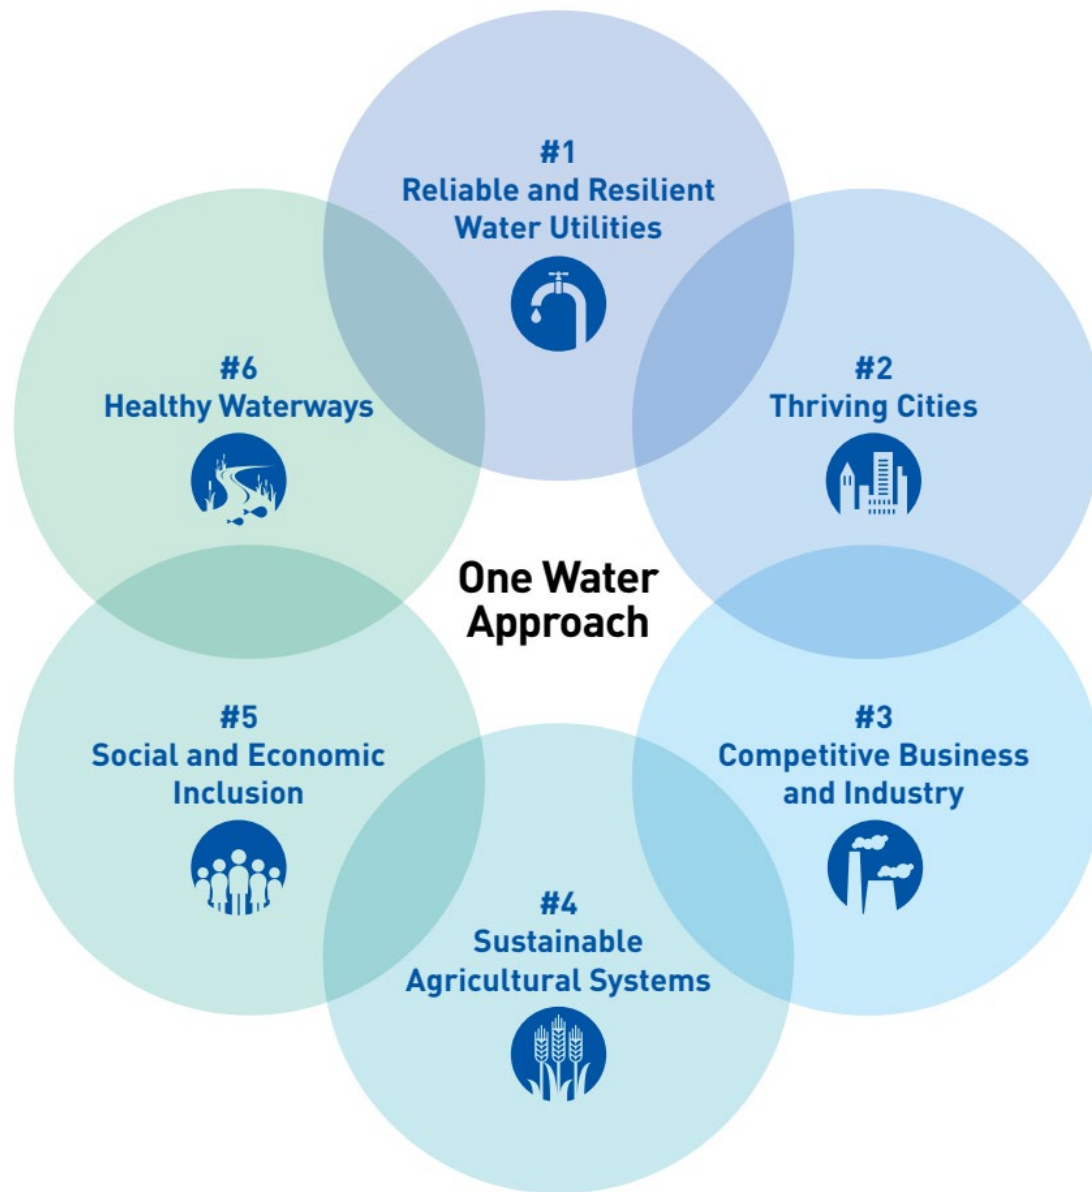 #1
Reliable and Resilient
Water Utilities
#2
Thriving Cities
#3
Competitive Business
and Industry
#4
Sustainable
Agricultural Systems
#5
Social and Economic
Inclusion
#6
Healthy Waterways
One Water
Approach